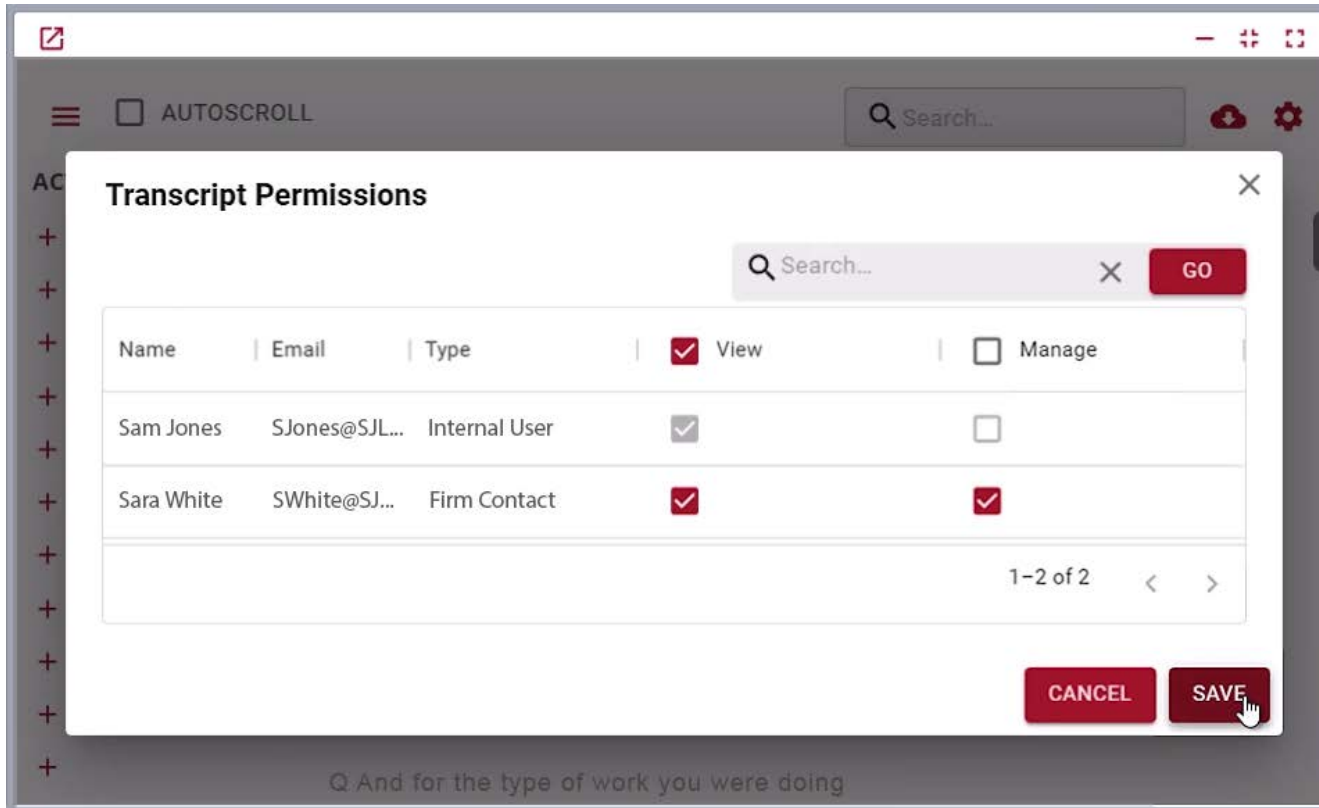 AUTOSCROLL
Search...
AC
Transcript Permissions
Search...
GO
Name Email Type View Manage
Sam Jones SJones@SJL... Internal User
Sara White SWhite@SJ... Firm Contact
1–2 of 2
CANCEL SAVE
Q And for the type of work you were doing